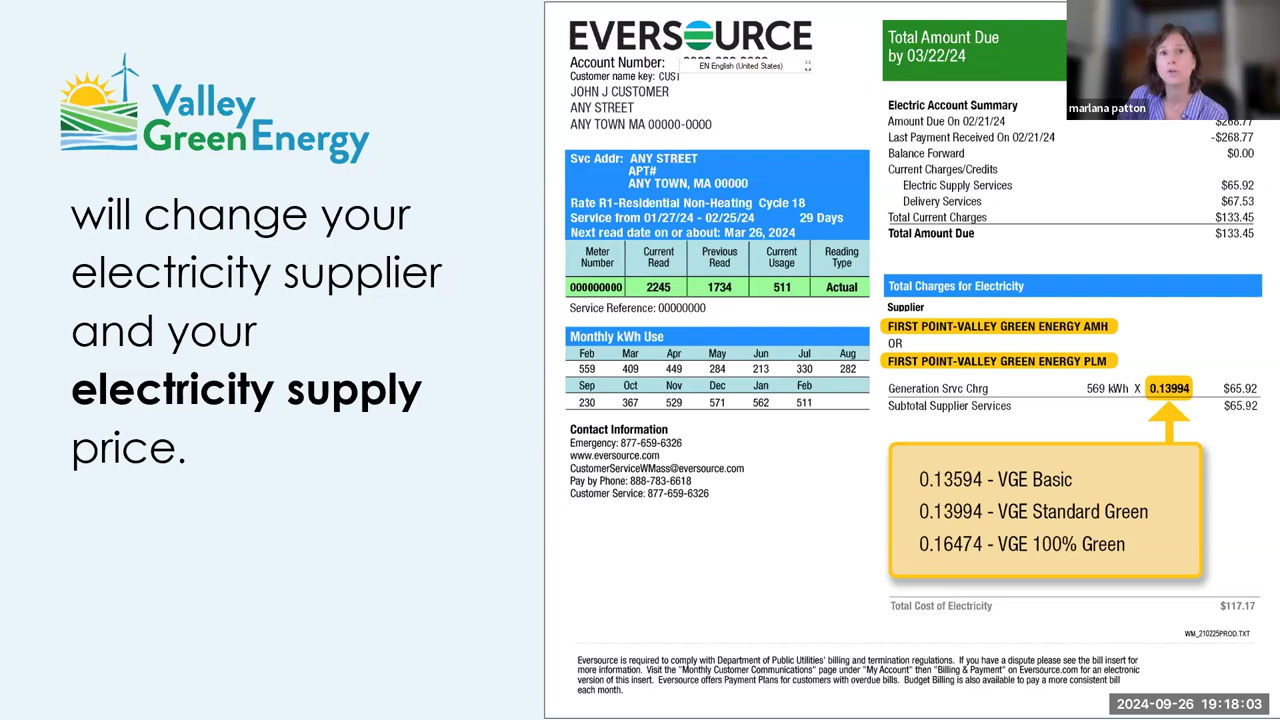 Valley
Green Energy
will change your
electricity supplier
and your
electricity supply
price.
EVERSOURCE
Account Number:
EN English (United States)
Customer name key: CUST
JOHN J CUSTOMER
ANY STREET
ANY TOWN MA 00000-0000
Svc Addr: ANY STREET
APT#
ANY TOWN, MA 00000
Rate R1-Residential Non-Heating Cycle 18
Service from 01/27/24 - 02/25/24 29 Days
Next read date on or about: Mar 26, 2024
Meter Number Current Read Previous Read Current Usage Reading Type
000000000 2245 1734 511 Actual
Service Reference: 00000000
Monthly kWh Use
Feb Mar Apr May Jun Jul Aug
559 409 449 284 213 330 282
Sep Oct Nov Dec Jan Feb
230 367 529 571 562 511
Contact Information
Emergency: 877-659-6326
www.eversource.com
CustomerServiceWMass@eversource.com
Pay by Phone: 888-783-6618
Customer Service: 877-659-6326
Total Amount Due
by 03/22/24
marlana patton
Electric Account Summary
Amount Due On 02/21/24 $268.77
Last Payment Received On 02/21/24 -$268.77
Balance Forward $0.00
Current Charges/Credits
Electric Supply Services $65.92
Delivery Services $67.53
Total Current Charges $133.45
Total Amount Due $133.45
Total Charges for Electricity
Supplier
FIRST POINT-VALLEY GREEN ENERGY AMH
OR
FIRST POINT-VALLEY GREEN ENERGY PLM
Generation Srvc Chrg 569 kWh X 0.13994 $65.92
Subtotal Supplier Services $65.92
0.13594 - VGE Basic
0.13994 - VGE Standard Green
0.16474 - VGE 100% Green
Total Cost of Electricity $117.17
WM_210225PROD.TXT
Eversource is required to comply with Department of Public Utilities' billing and termination regulations. If you have a dispute please see the bill insert for
more information. Visit the "Monthly Customer Communications" page under "My Account" then "Billing & Payment" on Eversource.com for an electronic
version of this insert. Eversource offers Payment Plans for customers with overdue bills. Budget Billing is also available to pay a more consistent bill
each month.
2024-09-26 19:18:03